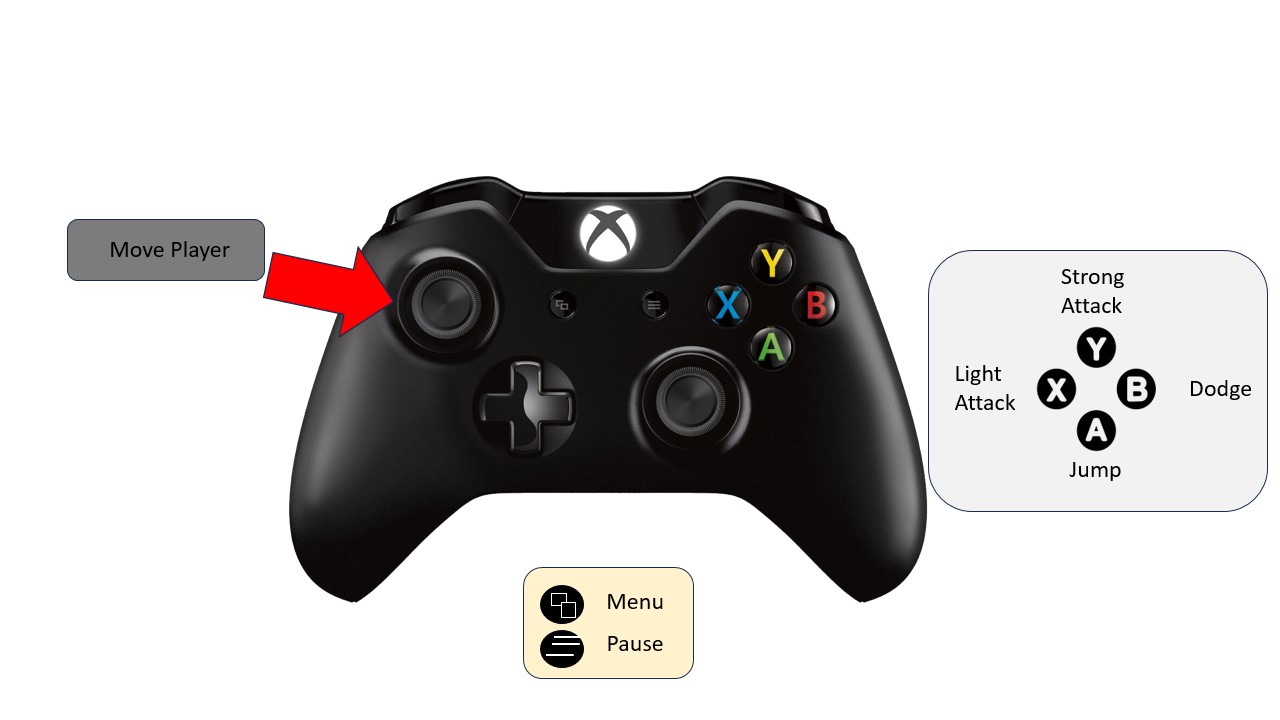 Move Player
Y
X
B
A
Strong
Attack
Y
Light
Attack
X
B
Dodge
A
Jump
Menu
Pause